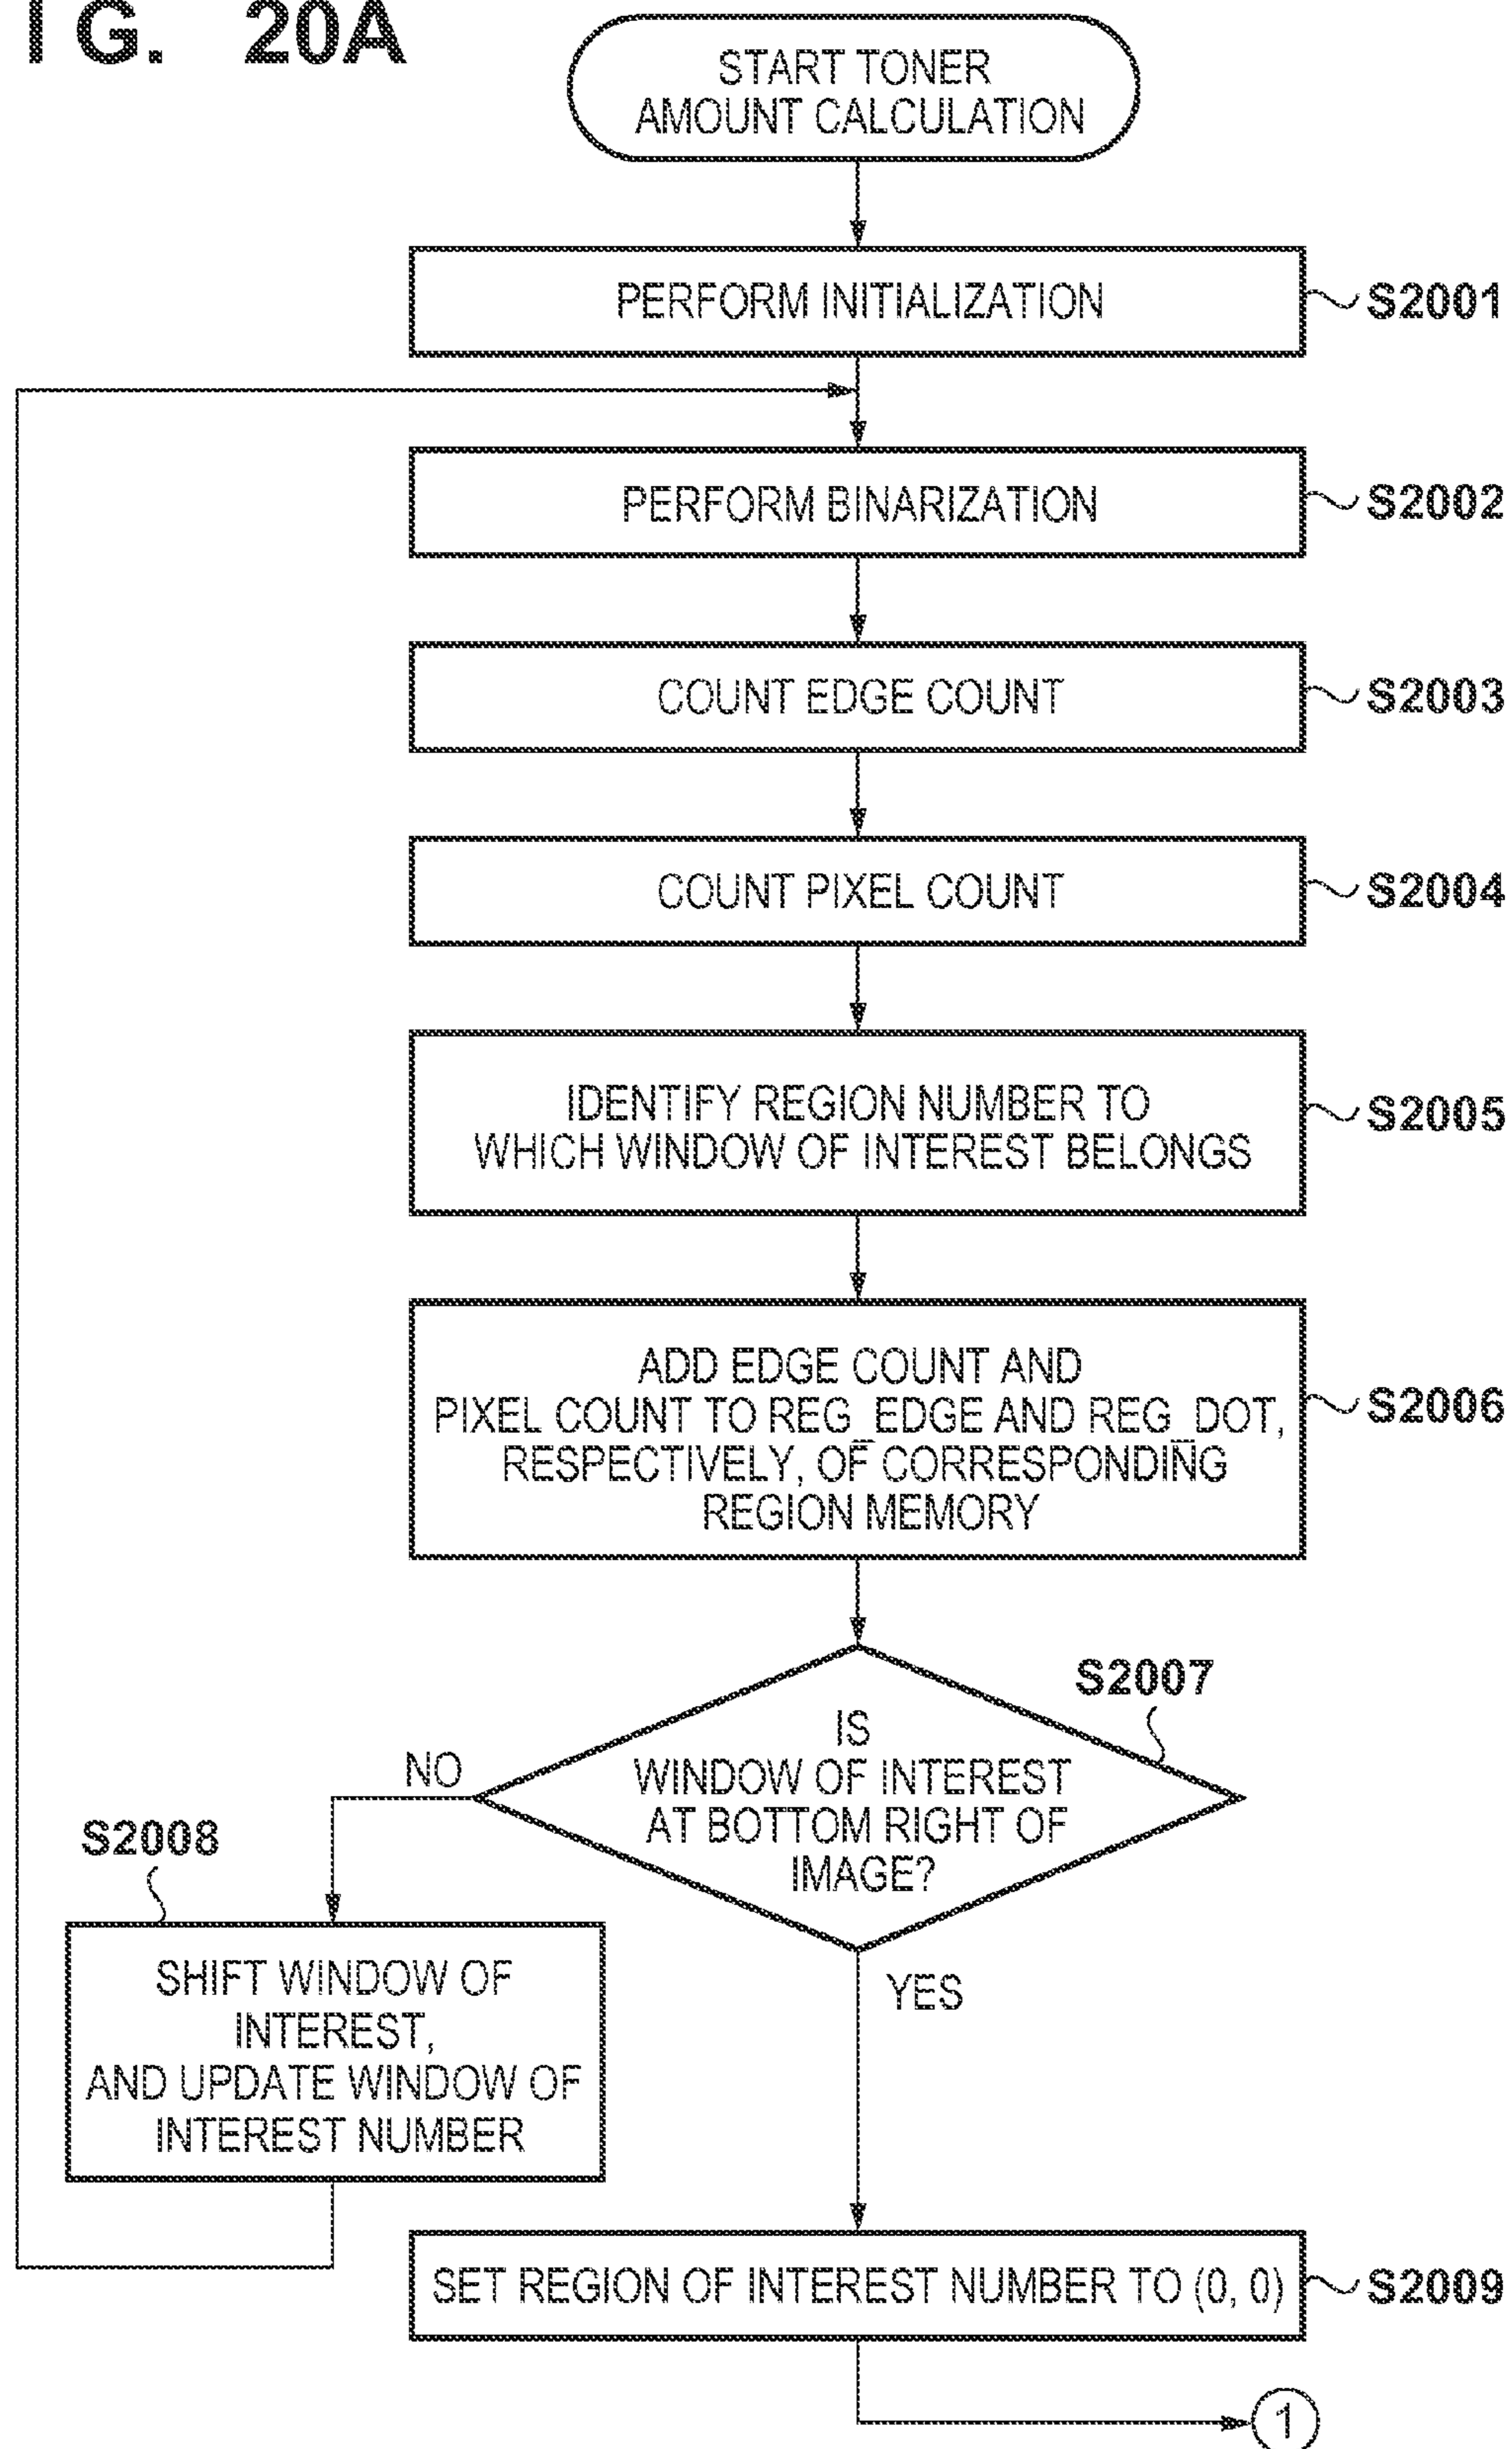 IG. 20A
START TONER
AMOUNT CALCULATION
PERFORM INITIALIZATION
S2001
PERFORM BINARIZATION
S2002
COUNT EDGE COUNT
S2003
COUNT PIXEL COUNT
S2004
IDENTIFY REGION NUMBER TO
WHICH WINDOW OF INTEREST BELONGS
S2005
ADD EDGE COUNT AND
PIXEL COUNT TO REG_EDGE AND REG_DOT,
RESPECTIVELY, OF CORRESPONDING
REGION MEMORY
S2006
S2007
IS
WINDOW OF INTEREST
AT BOTTOM RIGHT OF
IMAGE?
NO
S2008
SHIFT WINDOW OF
INTEREST,
AND UPDATE WINDOW OF
INTEREST NUMBER
YES
SET REGION OF INTEREST NUMBER TO (0, 0)
S2009
1